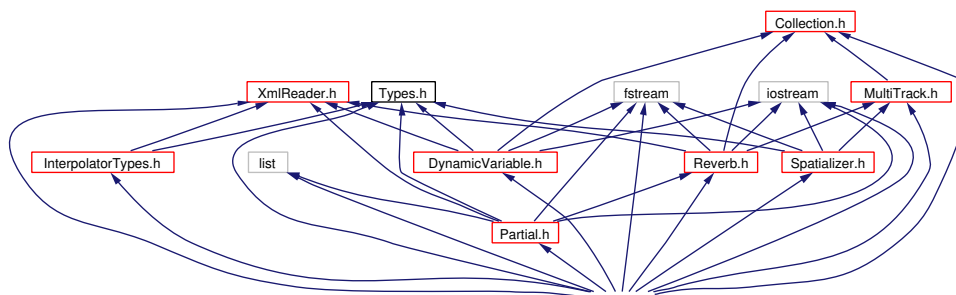 Collection.h
XmlReader.h
Types.h
fstream
iostream
MultiTrack.h
InterpolatorTypes.h
list
DynamicVariable.h
Reverb.h
Spatializer.h
Partial.h